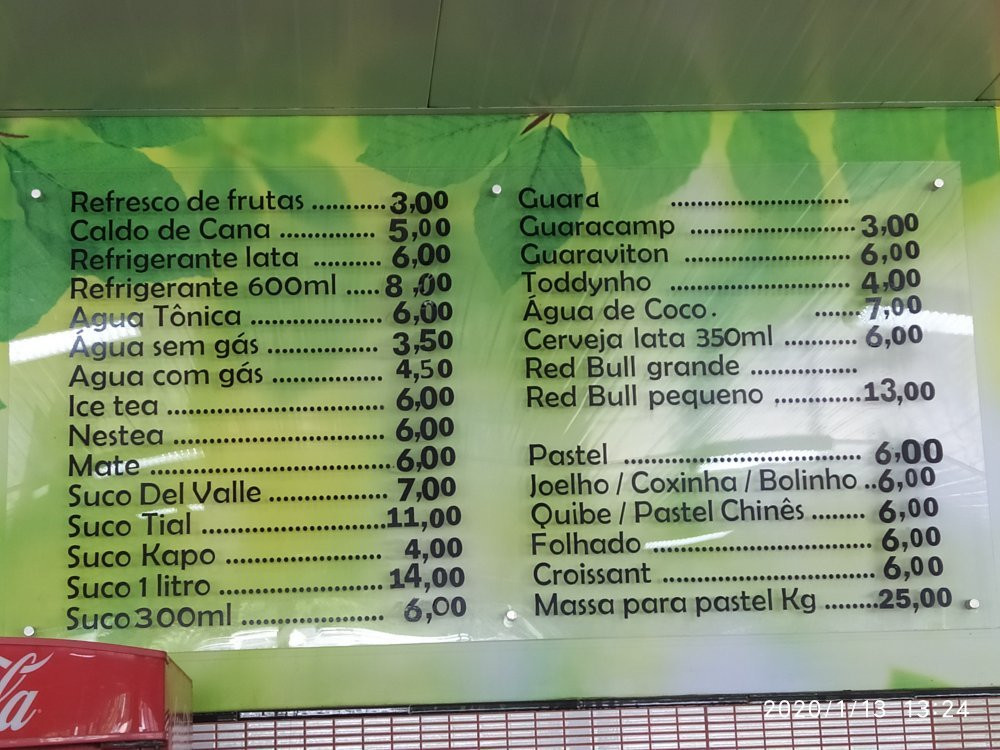 Refresco de frutas ........... 3,00
Caldo de Cana .............. 5,00
Refrigerante lata .......... 6,00
Refrigerante 600ml ..... 8,00
Agua Tônica ................... 6,00
Água sem gás ................ 3,50
Agua com gás ................ 4,50
Ice tea ................................ 6,00
Nestea ............................... 6,00
Mate ................................... 6,00
Suco Del Valle ................. 7,00
Suco Tial .......................... 11,00
Suco Kapo ....................... 4,00
Suco 1 litro ......................... 14,00
Suco 300ml ..................... 6,00
Guara ..........................
Guaracamp ........................ 3,00
Guaraviton ........................ 6,00
Toddynho ........................... 4,00
Água de Coco. ....... 7,00
Cerveja lata 350ml ........... 6,00
Red Bull grande ................
Red Bull pequeno ............. 13,00
Pastel ................................... 6,00
Joelho / Coxinha / Bolinho .. 6,00
Quibe / Pastel Chinês ........ 6,00
Folhado ................................ 6,00
Croissant ............................... 6,00
Massa para pastel Kg ........ 25,00
la
2020/1/13 13:24